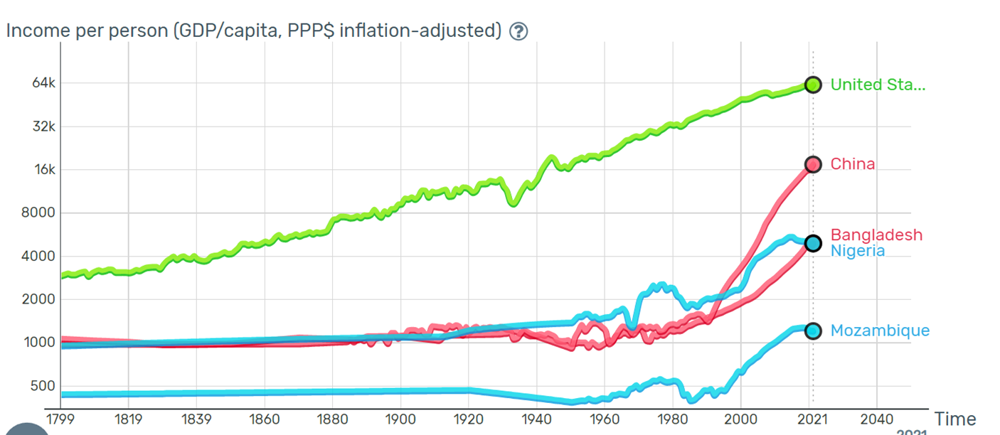 Income per person (GDP/capita, PPP$ inflation-adjusted) ?
64k
United Sta...
32k
16k
China
8000
Bangladesh
4000
Nigeria
2000
1000
Mozambique
500
1799 1819 1839 1860 1880 1900 1920 1940 1960 1980 2000 2021 2040 Time
2021